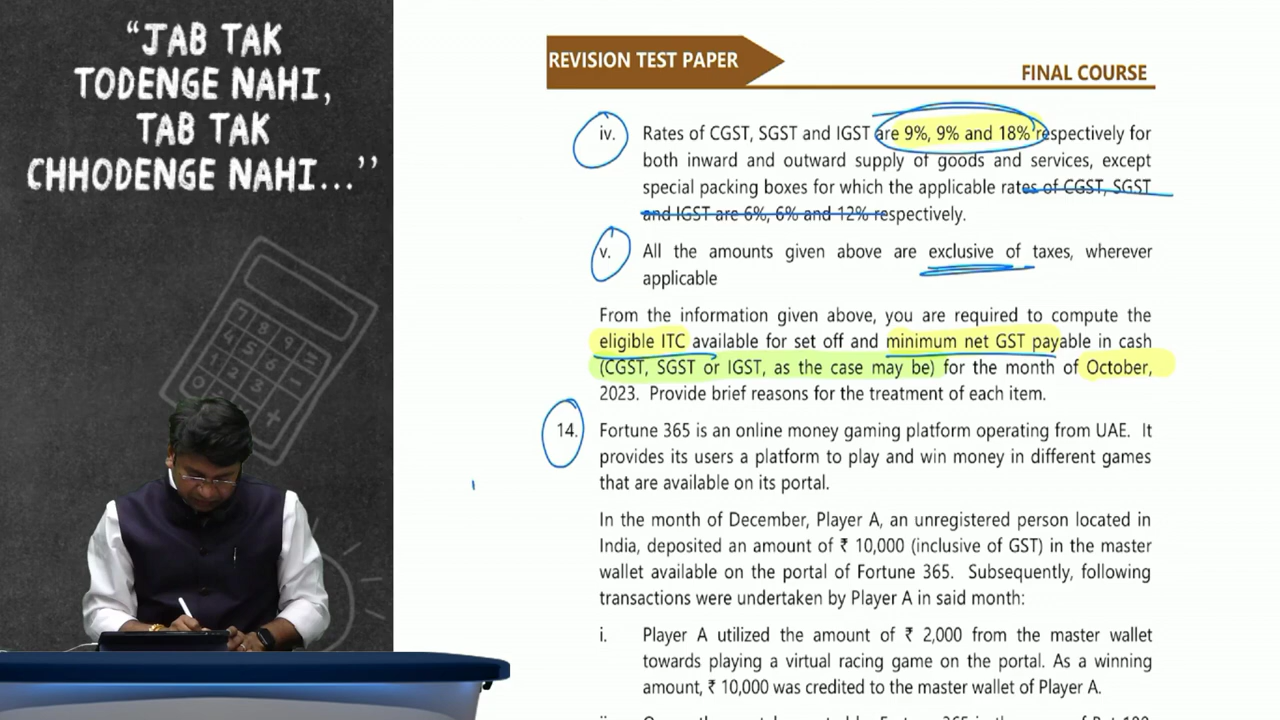 “JAB TAK
TODENGE NAHI,
TAB TAK
CHHODENGE NAHI...’’
REVISION TEST PAPER
FINAL COURSE
iv. Rates of CGST, SGST and IGST are 9%, 9% and 18% respectively for
both inward and outward supply of goods and services, except
special packing boxes for which the applicable rates of CGST, SGST
and IGST are 6%, 6% and 12% respectively.
v. All the amounts given above are exclusive of taxes, wherever
applicable
From the information given above, you are required to compute the
eligible ITC available for set off and minimum net GST payable in cash
(CGST, SGST or IGST, as the case may be) for the month of October,
2023. Provide brief reasons for the treatment of each item.
14. Fortune 365 is an online money gaming platform operating from UAE. It
provides its users a platform to play and win money in different games
that are available on its portal.
In the month of December, Player A, an unregistered person located in
India, deposited an amount of ₹ 10,000 (inclusive of GST) in the master
wallet available on the portal of Fortune 365. Subsequently, following
transactions were undertaken by Player A in said month:
i. Player A utilized the amount of ₹ 2,000 from the master wallet
towards playing a virtual racing game on the portal. As a winning
amount, ₹ 10,000 was credited to the master wallet of Player A.